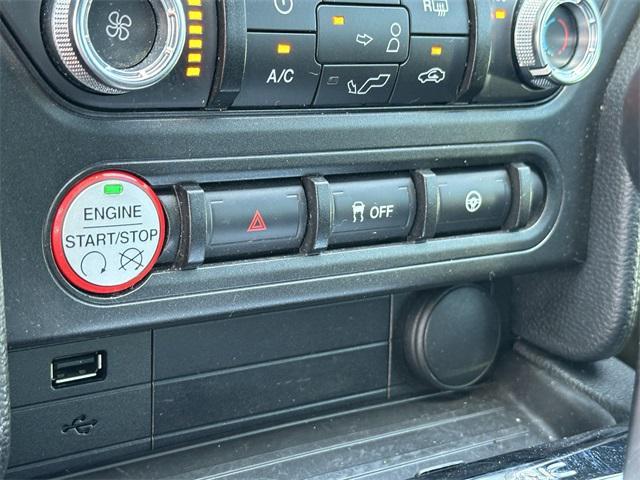 R
A/C
ENGINE
START/STOP
OFF